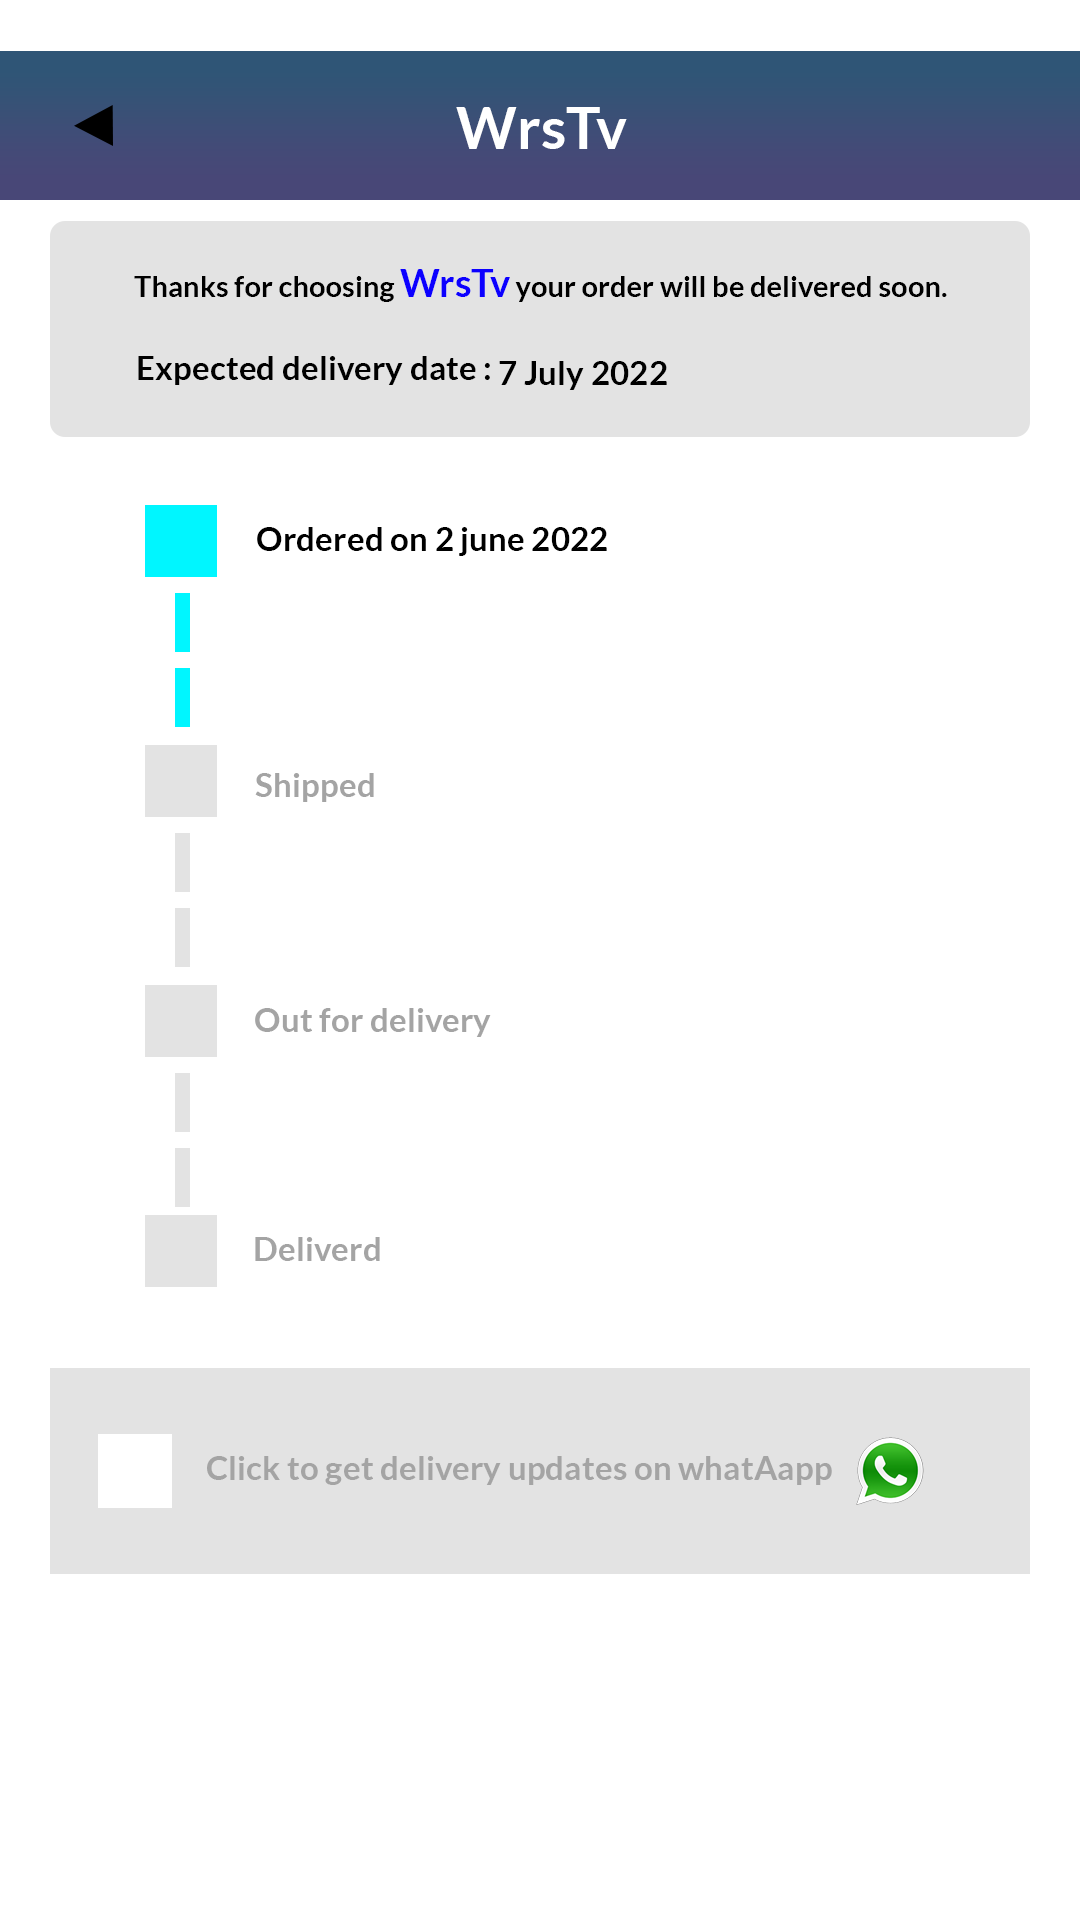 WrsTv
Thanks for choosing WrsTv your order will be delivered soon.
Expected delivery date : 7 July 2022
Ordered on 2 june 2022
Shipped
Out for delivery
Deliverd
Click to get delivery updates on whatAapp